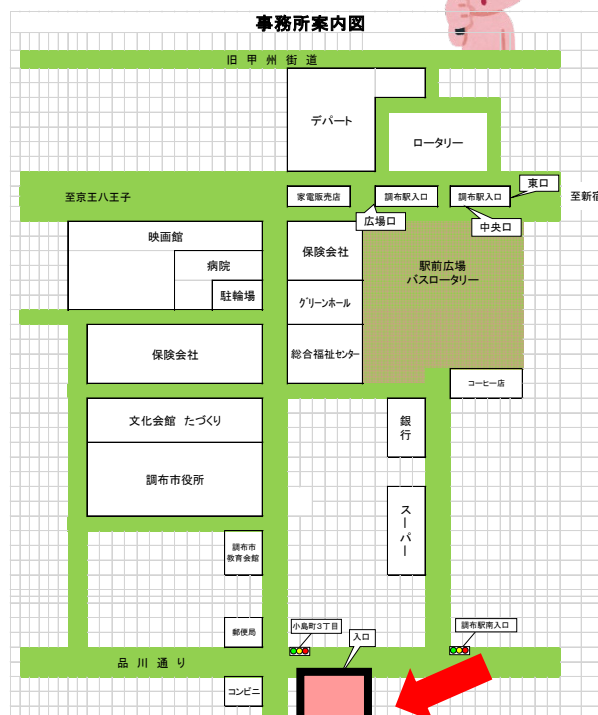 事務所案内図
旧甲州街道
デパート
ロータリー
東口
至京王八王子
家電販売店
調布駅入口
調布駅入口
至新宿
広場口
中央口
映画館
保険会社
病院
駅前広場
バスロータリー
駐輪場
グリーンホール
保険会社
総合福祉センター
コーヒー店
文化会館 たづくり
銀行
調布市役所
スーパー
調布市
教育会館
郵便局
小島町3丁目
入口
調布駅南入口
品川通り
コンビニ